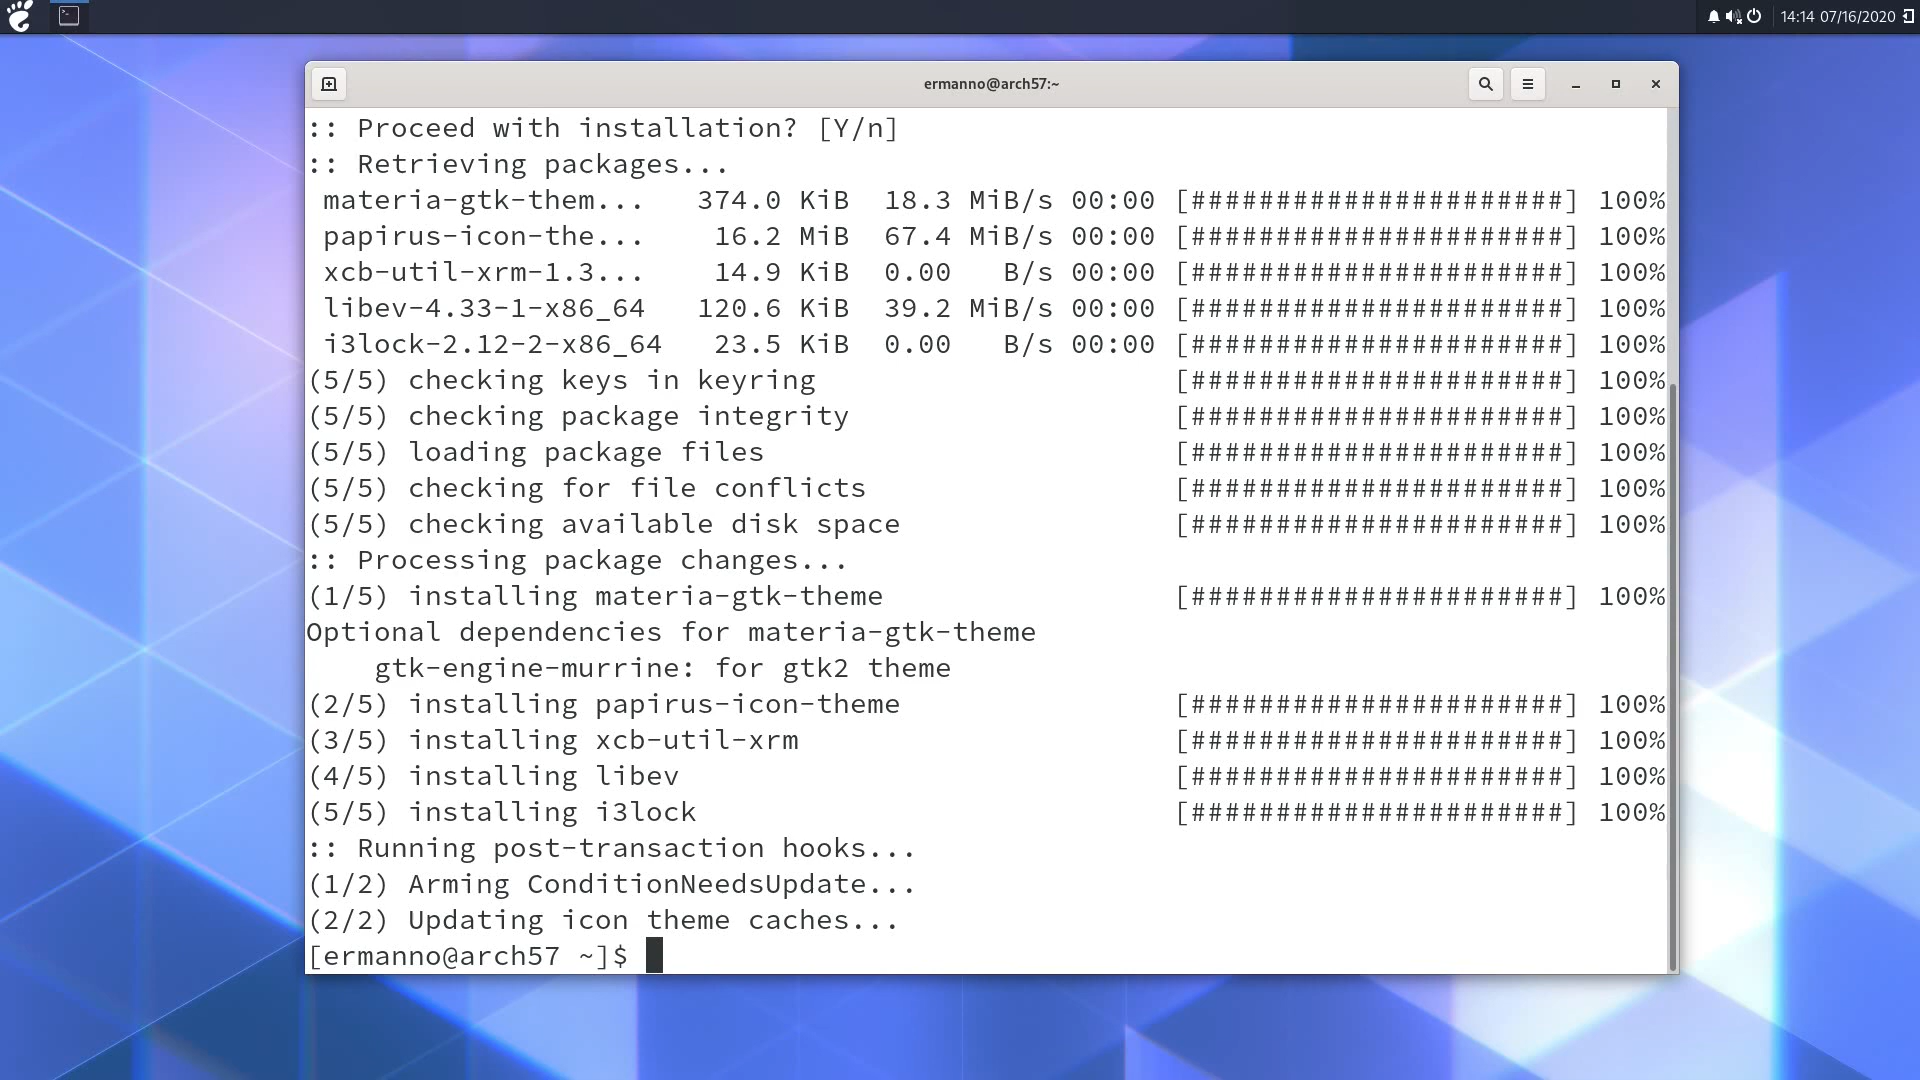 14:14 07/16/2020
ermanno@arch57:~
:: Proceed with installation? [Y/n]
:: Retrieving packages...
materia-gtk-them... 374.0 KiB 18.3 MiB/s 00:00 [######################] 100%
papirus-icon-the... 16.2 MiB 67.4 MiB/s 00:00 [######################] 100%
xcb-util-xrm-1.3... 14.9 KiB 0.00 B/s 00:00 [######################] 100%
libev-4.33-1-x86_64 120.6 KiB 39.2 MiB/s 00:00 [######################] 100%
i3lock-2.12-2-x86_64 23.5 KiB 0.00 B/s 00:00 [######################] 100%
(5/5) checking keys in keyring [######################] 100%
(5/5) checking package integrity [######################] 100%
(5/5) loading package files [######################] 100%
(5/5) checking for file conflicts [######################] 100%
(5/5) checking available disk space [######################] 100%
:: Processing package changes...
(1/5) installing materia-gtk-theme [######################] 100%
Optional dependencies for materia-gtk-theme
gtk-engine-murrine: for gtk2 theme
(2/5) installing papirus-icon-theme [######################] 100%
(3/5) installing xcb-util-xrm [######################] 100%
(4/5) installing libev [######################] 100%
(5/5) installing i3lock [######################] 100%
:: Running post-transaction hooks...
(1/2) Arming ConditionNeedsUpdate...
(2/2) Updating icon theme caches...
[ermanno@arch57 ~]$